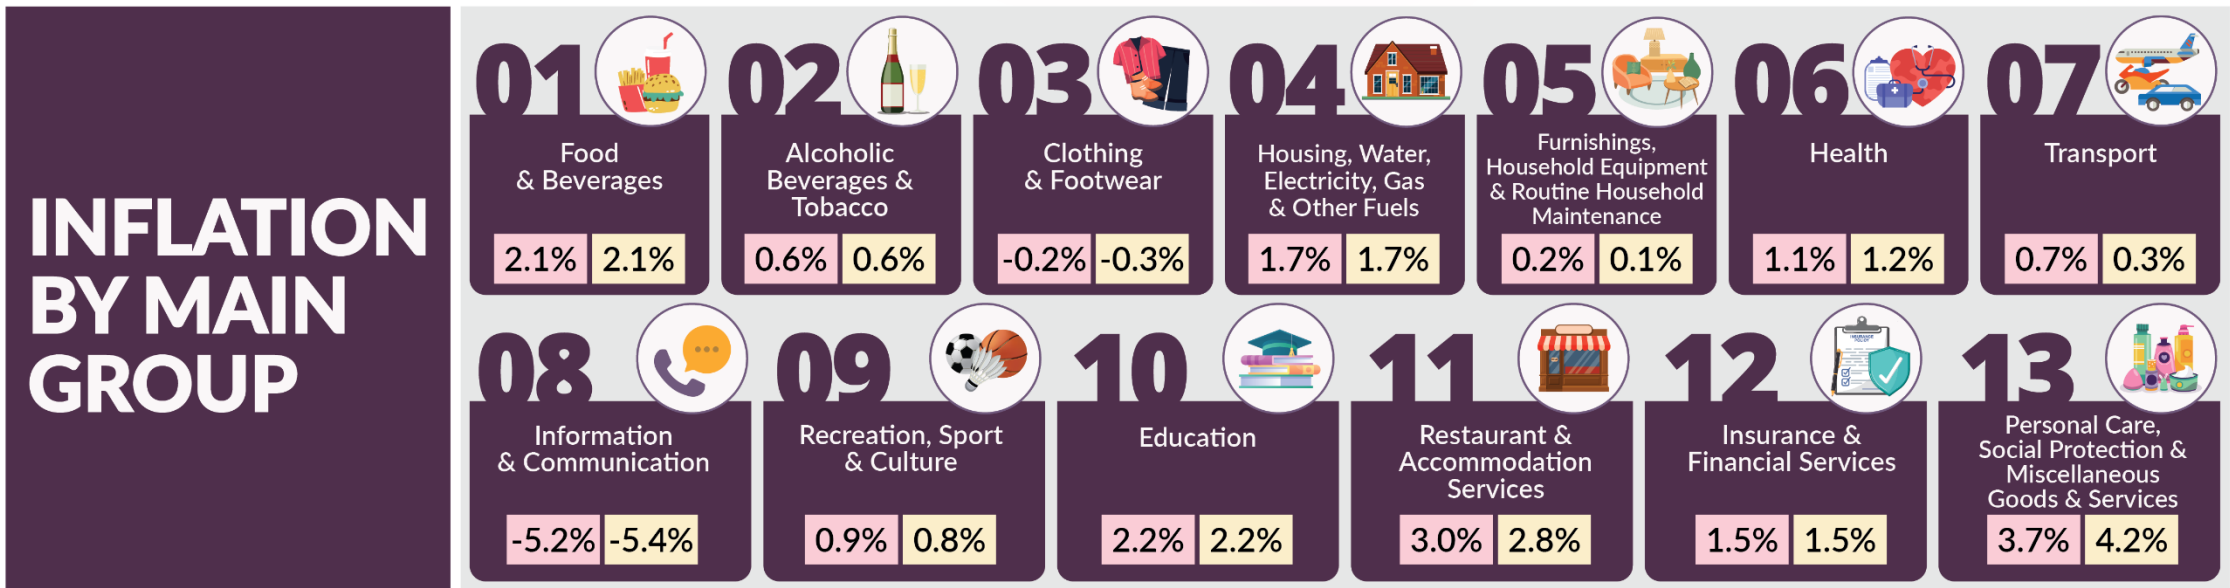 INFLATION
BY MAIN
GROUP
01
Food
& Beverages
2.1% 2.1%
02
Alcoholic
Beverages &
Tobacco
0.6% 0.6%
03
Clothing
& Footwear
-0.2% -0.3%
04
Housing, Water,
Electricity, Gas
& Other Fuels
1.7% 1.7%
05
Furnishings,
Household Equipment
& Routine Household
Maintenance
0.2% 0.1%
06
Health
1.1% 1.2%
07
Transport
0.7% 0.3%
08
Information
& Communication
-5.2% -5.4%
09
Recreation, Sport
& Culture
0.9% 0.8%
10
Education
2.2% 2.2%
11
Restaurant &
Accommodation
Services
3.0% 2.8%
12
INSURANCE
POLICY
Insurance &
Financial Services
1.5% 1.5%
13
Personal Care,
Social Protection &
Miscellaneous
Goods & Services
3.7% 4.2%